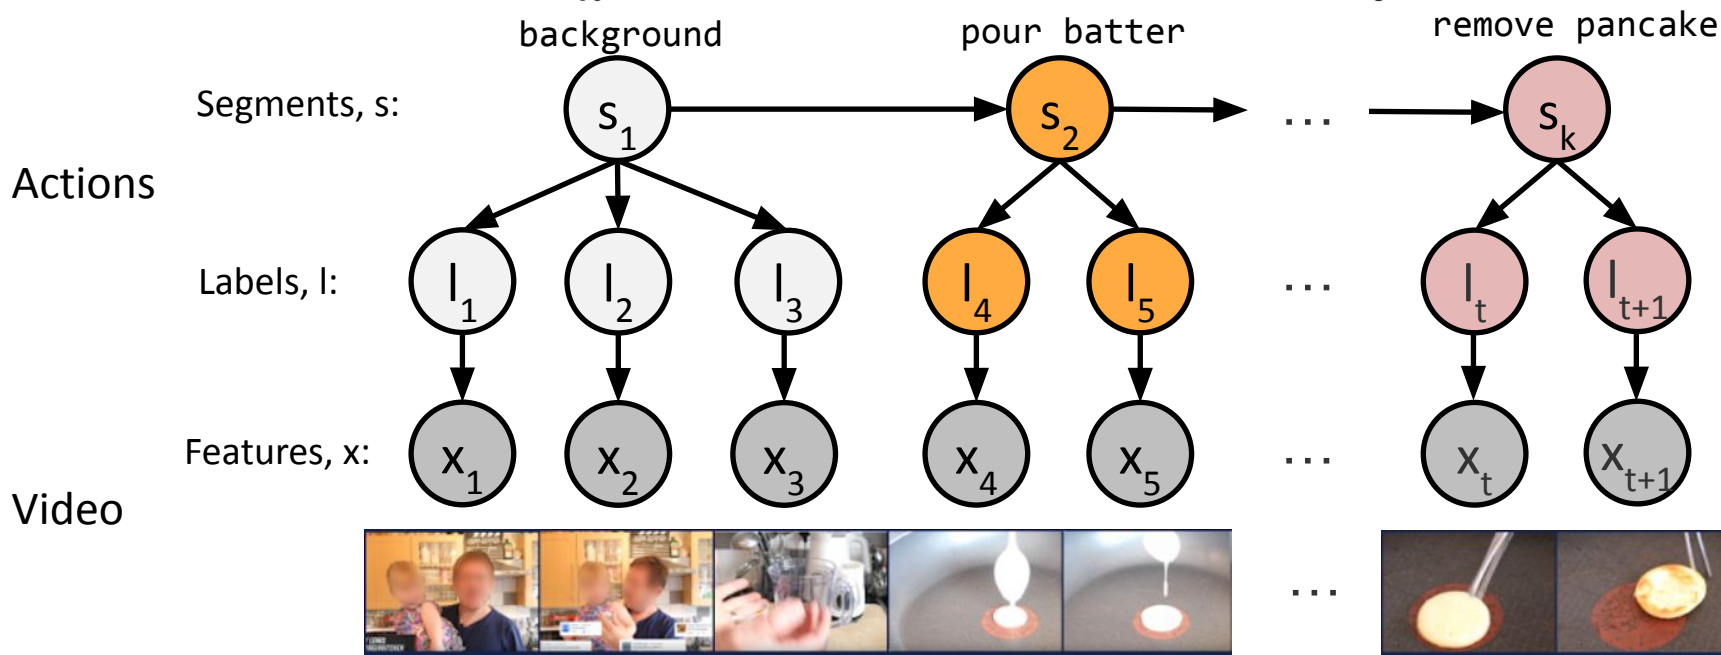 background pour batter remove pancake
Segments, s: s1 s2 ... sk
Actions
Labels, l: l1 l2 l3 l4 l5 ... lt lt+1
Features, x: x1 x2 x3 x4 x5 ... xt xt+1
Video
...